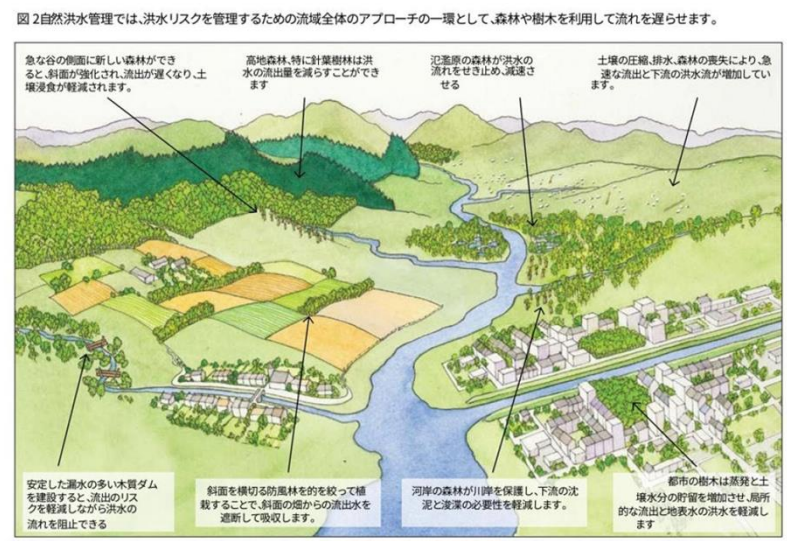 図 2自然洪水管理では、洪水リスクを管理するための流域全体のアプローチの一環として、森林や樹木を利用して流れを遅らせます。
急な谷の側面に新しい森林ができ
ると、斜面が強化され、流出が遅くなり、土
壌浸食が軽減されます。
高地森林、特に針葉樹林は洪
水の流出量を減らすことができ
ます
氾濫原の森林が洪水の
流れをせき止め、減速さ
せる
土壌の圧縮、排水、森林の喪失により、急
速な流出と下流の洪水流が増加してい
ます。
安定した漏水の多い木質ダム
を建設すると、流出のリス
クを軽減しながら洪水の
流れを阻止できる
斜面を横切る防風林を的を絞って植
栽することで、斜面の畑からの流出水を
遮断して吸収します。
河岸の森林が川岸を保護し、下流の沈
泥と浚渫の必要性を軽減します。
都市の樹木は蒸発と土
壌水分の貯留を増加させ、局所
的な流出と地表水の洪水を軽減し
ます